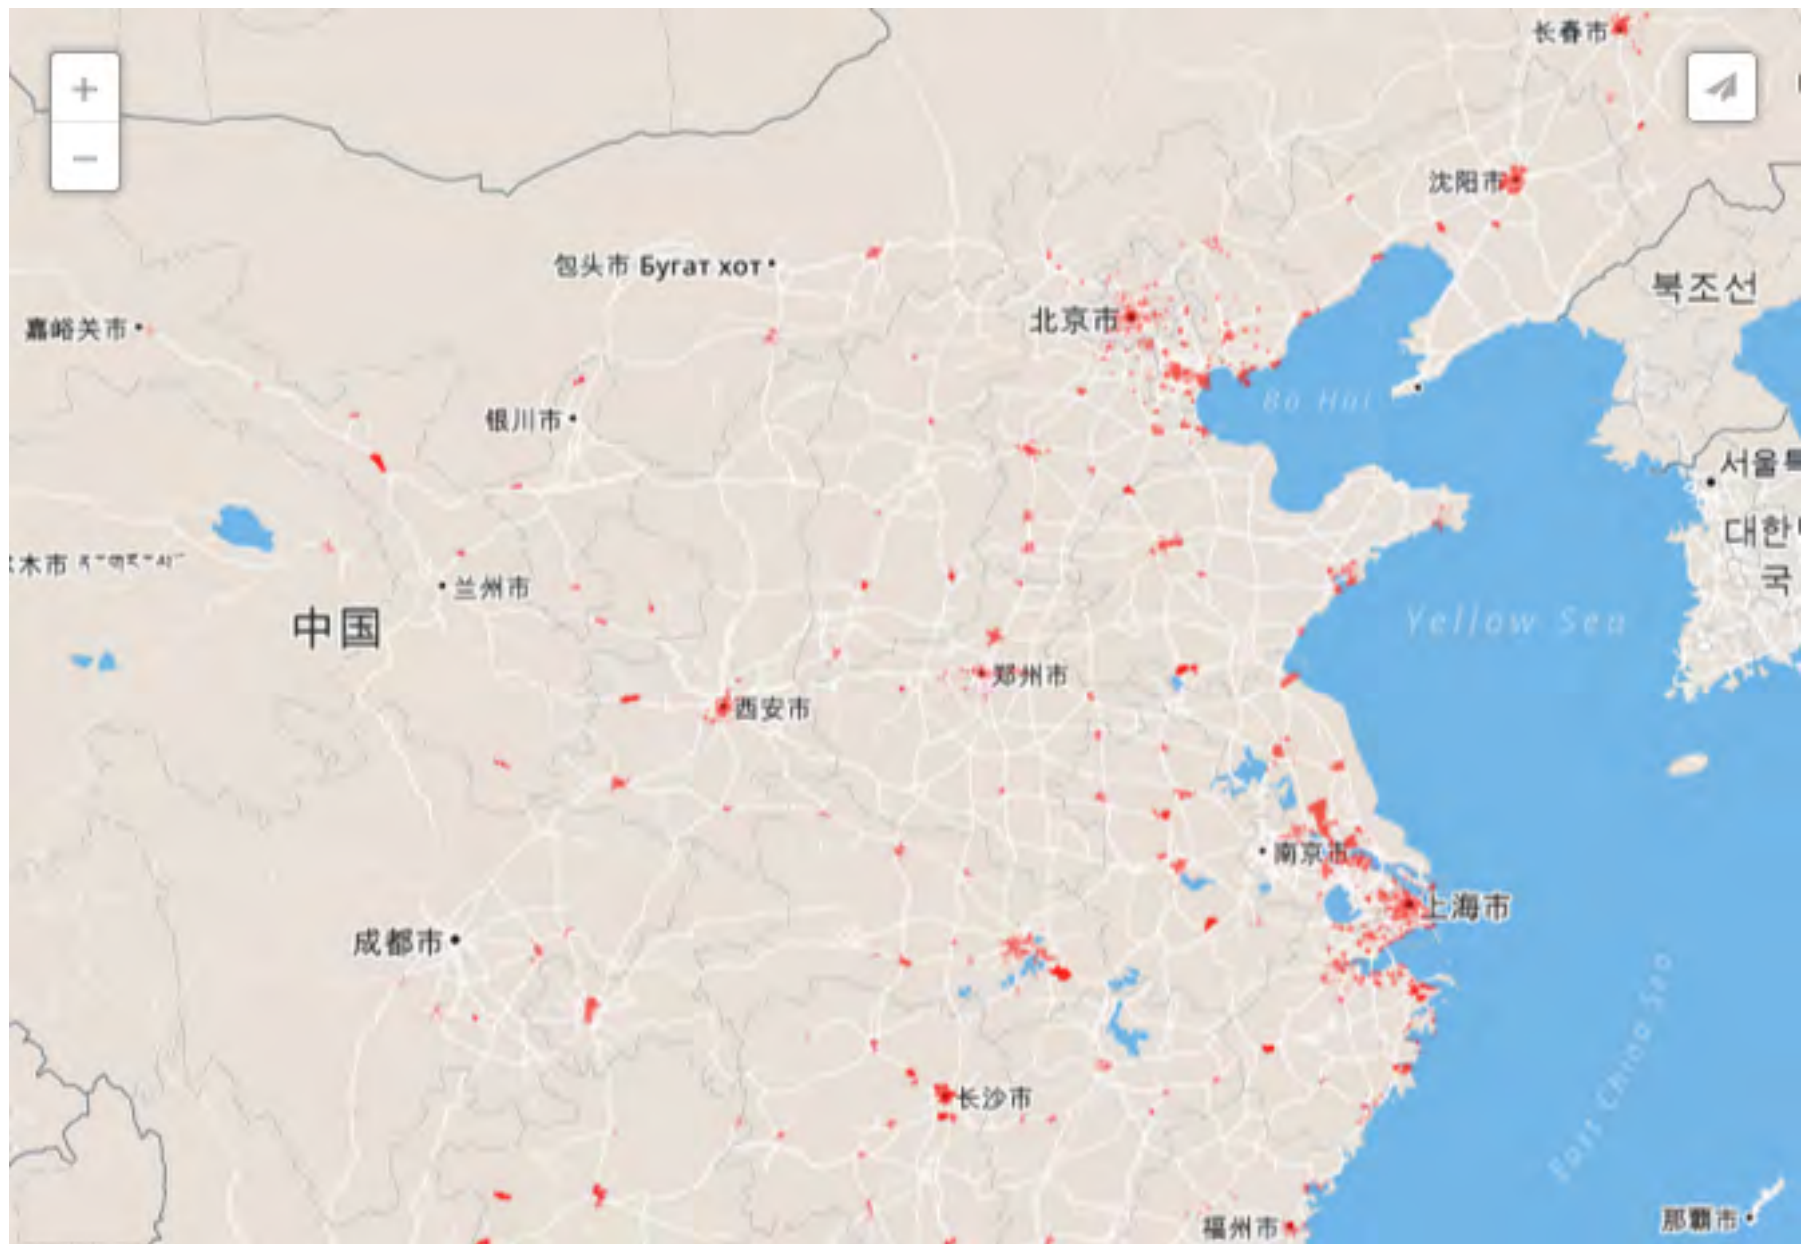 长春市
沈阳市
包头市 Бугат хот
北조선
北京市
嘉峪关市
Bo Hai
银川市
서울특
대한민
국
木市
兰州市
中国
Yellow Sea
郑州市
西安市
南京市
上海市
成都市
East China Sea
长沙市
福州市
那霸市